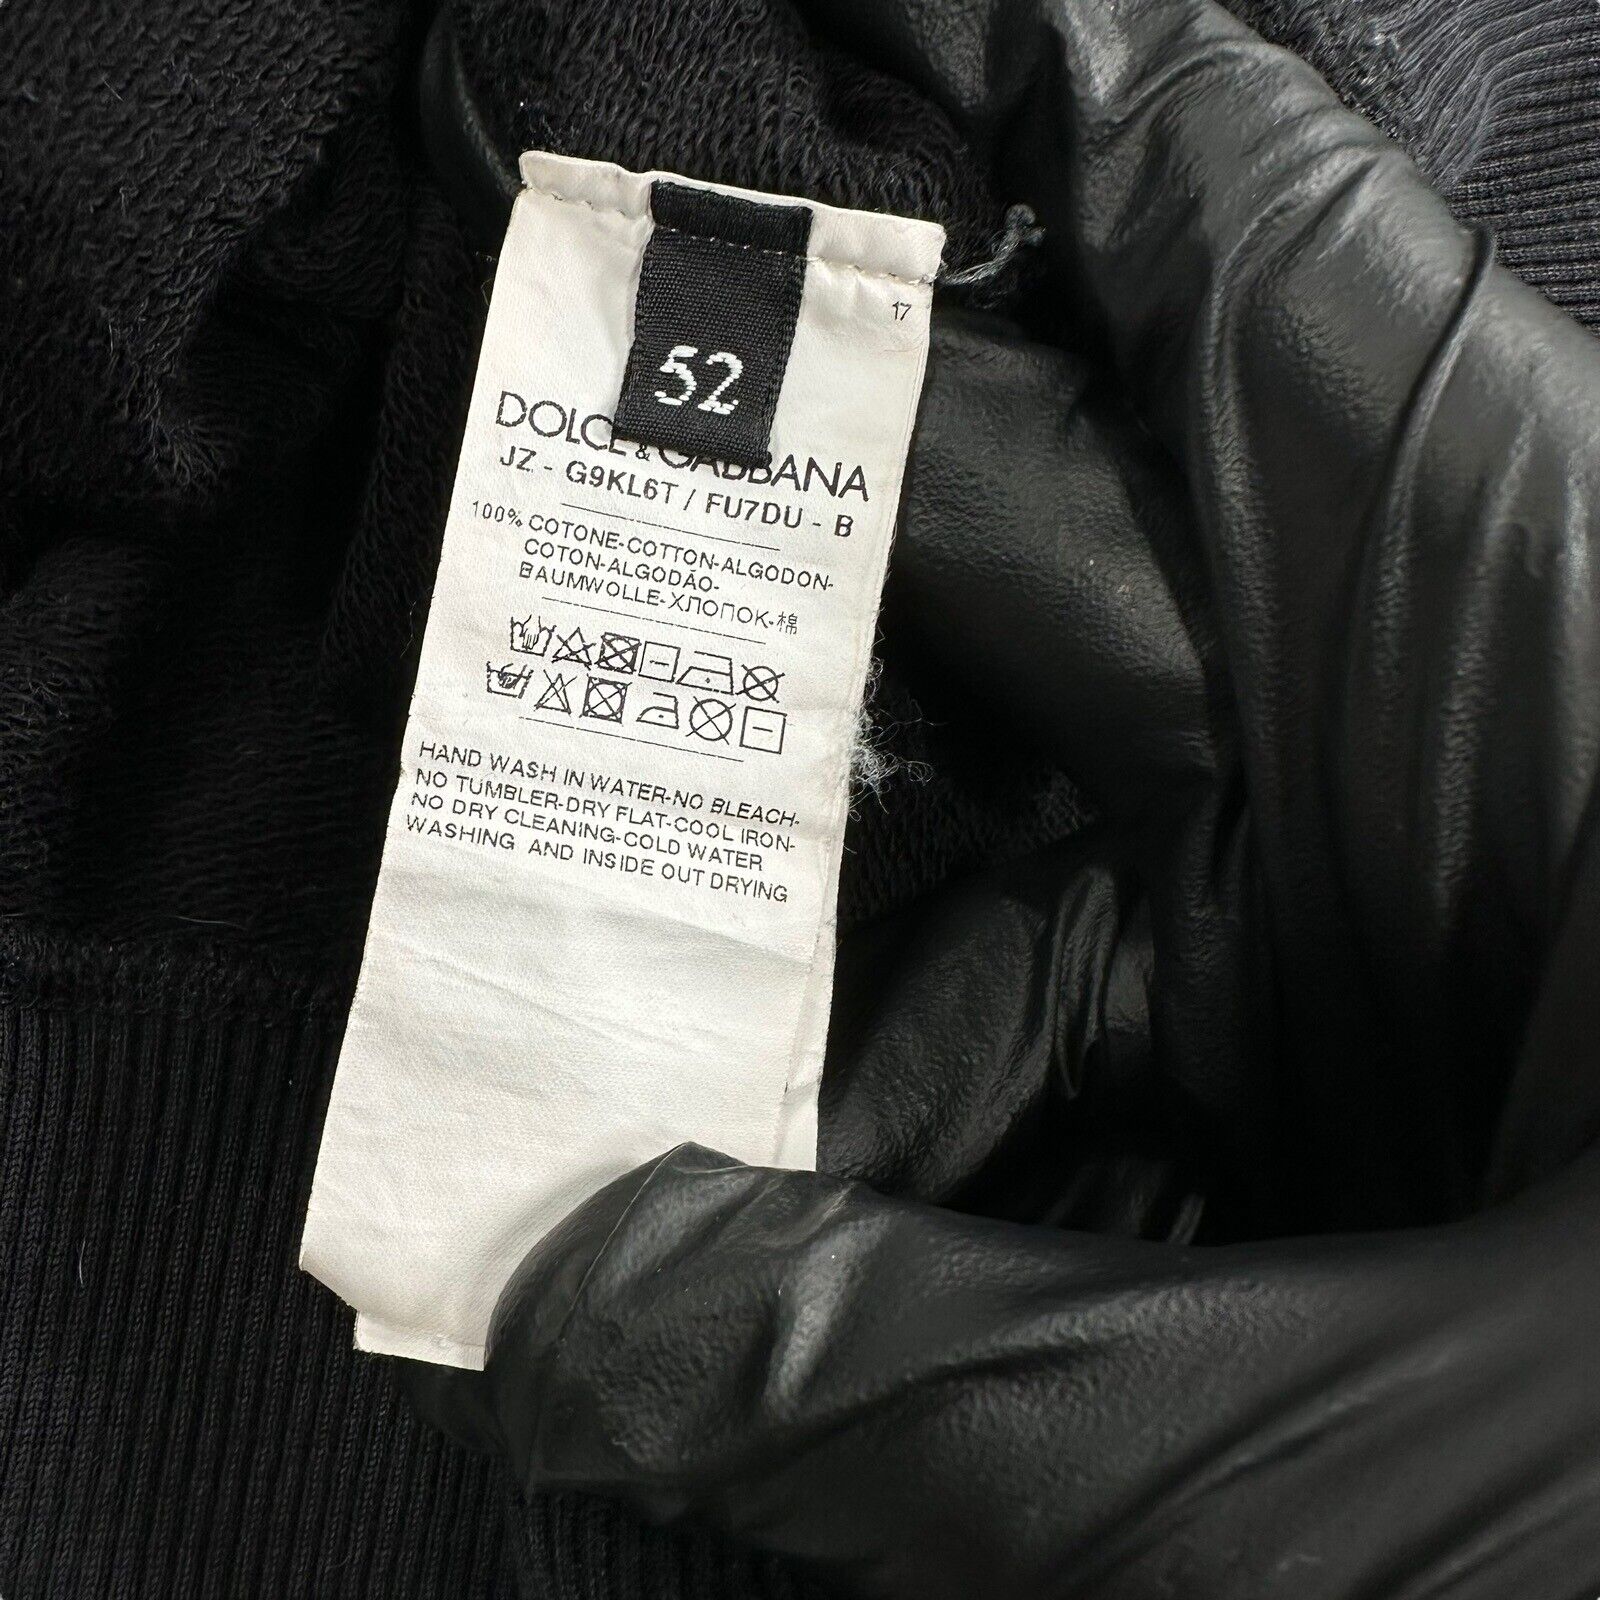 17
52
DOLCE & GABBANA
JZ - G9KL6T / FU7DU - B
100% COTONE-COTTON-ALGODON-
COTON-ALGODÃO-
BAUMWOLLE-ХЛОПОК-棉
HAND WASH IN WATER-NO BLEACH-
NO TUMBLER-DRY FLAT-COOL IRON-
NO DRY CLEANING-COLD WATER
WASHING AND INSIDE OUT DRYING